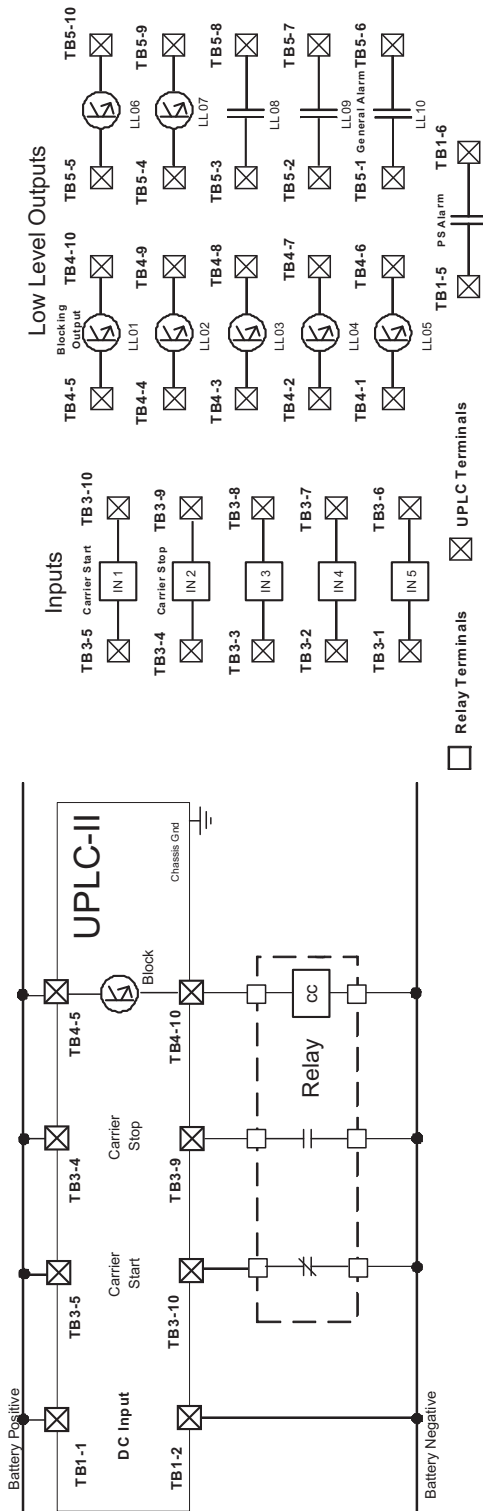 Battery Positive
TB1-1
TB3-5
TB3-4
TB4-5
UPLC-II
DC Input
Carrier
Start
Carrier
Stop
Block
Chassis Gnd
TB1-2
TB3-10
TB3-9
TB4-10
Relay
CC
Battery Negative
Inputs
Carrier Start
TB3-5
IN 1
TB3-10
Carrier Stop
TB3-4
IN 2
TB3-9
TB3-3
IN 3
TB3-8
TB3-2
IN 4
TB3-7
TB3-1
IN 5
TB3-6
Relay Terminals
UPLC Terminals
Low Level Outputs
Blocking
Output
TB4-5
LL01
TB4-10
TB4-4
LL02
TB4-9
TB4-3
LL03
TB4-8
TB4-2
LL04
TB4-7
TB4-1
LL05
TB4-6
TB5-5
LL06
TB5-10
TB5-4
LL07
TB5-9
TB5-3
LL08
TB5-8
TB5-2
LL09
TB5-7
General Alarm
TB5-1
LL10
TB5-6
TB1-5
PS Alarm
TB1-6